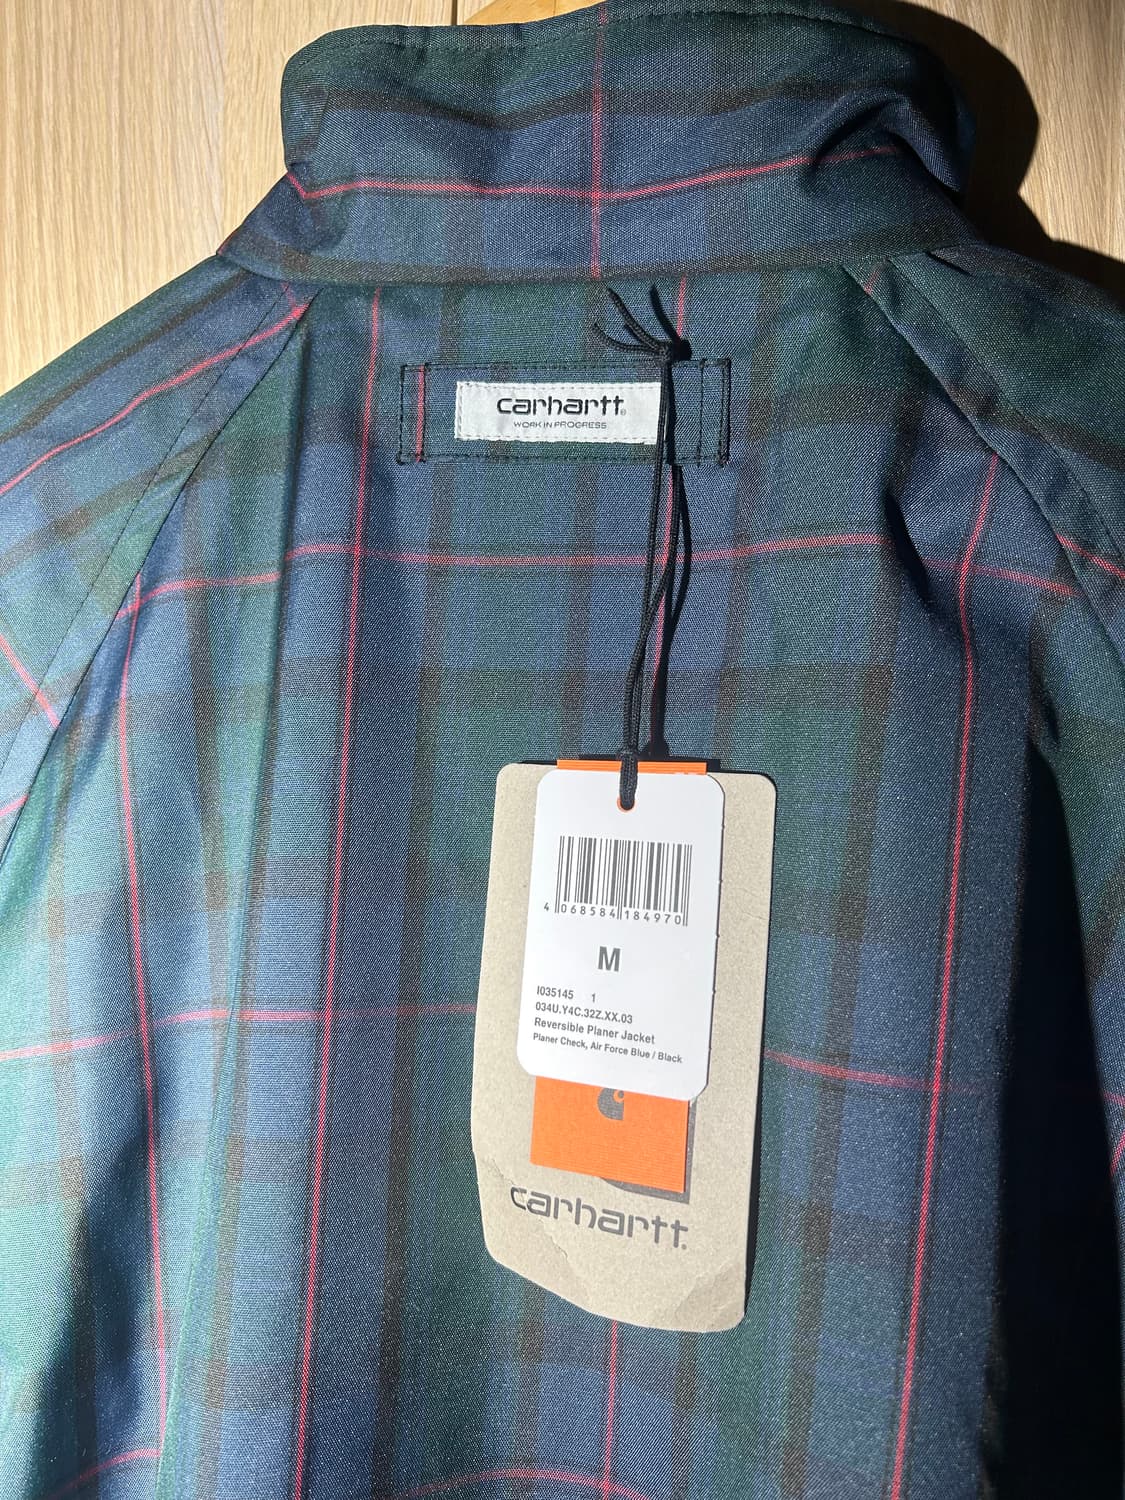 carhartt®
WORK IN PROGRESS
4 068584 184970
M
I035145 1
034U.Y4C.32Z.XX.03
Reversible Planer Jacket
Planer Check, Air Force Blue / Black
carhartt.